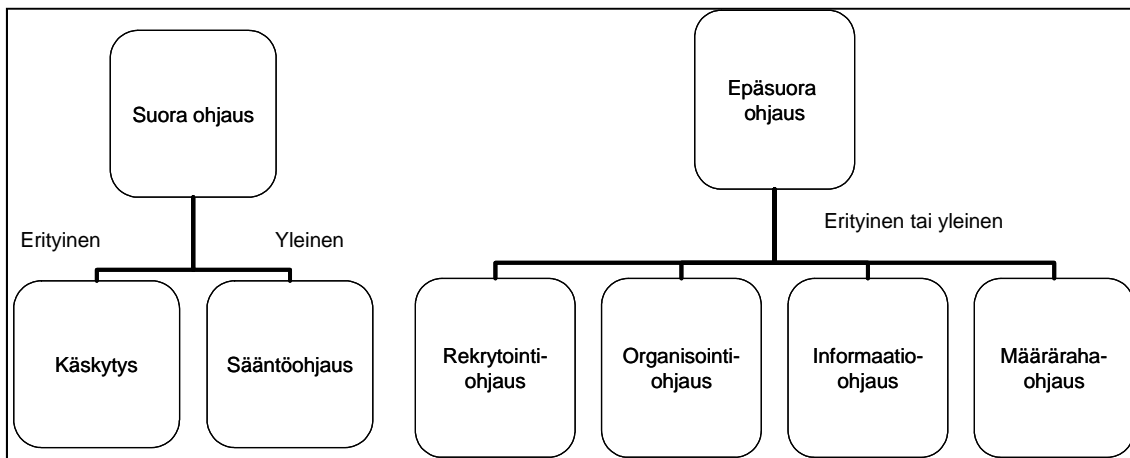 Suora ohjaus
Epäsuora
ohjaus
Erityinen
Yleinen
Erityinen tai yleinen
Käskytys
Sääntöohjaus
Rekrytointi-
ohjaus
Organisointi-
ohjaus
Informaatio-
ohjaus
Määräraha-
ohjaus